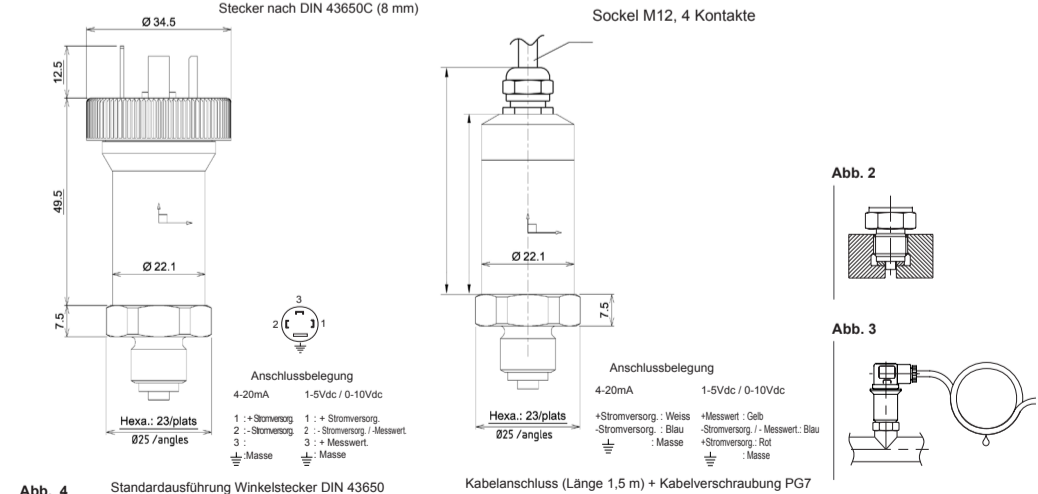 Stecker nach DIN 43650C (8 mm)
Ø 34.5
12.5
49.5
Ø 22.1
7.5
3
2
1
Anschlussbelegung
4-20mA 1-5Vdc / 0-10Vdc
1 : + Stromversorg. 1 : + Stromversorg.
2 : - Stromversorg. 2 : - Stromversorg. / -Messwert.
3 : 3 : + Messwert.
:Masse : Masse
Hexa.: 23/plats
Ø25 /angles
Abb. 4
Standardausführung Winkelstecker DIN 43650
Sockel M12, 4 Kontakte
Ø 22.1
7.5
Hexa.: 23/plats
Ø25 /angles
Anschlussbelegung
4-20mA 1-5Vdc / 0-10Vdc
+Stromversorg. : Weiss +Messwert : Gelb
-Stromversorg. : Blau -Stromversorg. / - Messwert.: Blau
: Masse +Stromversorg.: Rot
: Masse
Kabelanschluss (Länge 1,5 m) + Kabelverschraubung PG7
Abb. 2
Abb. 3